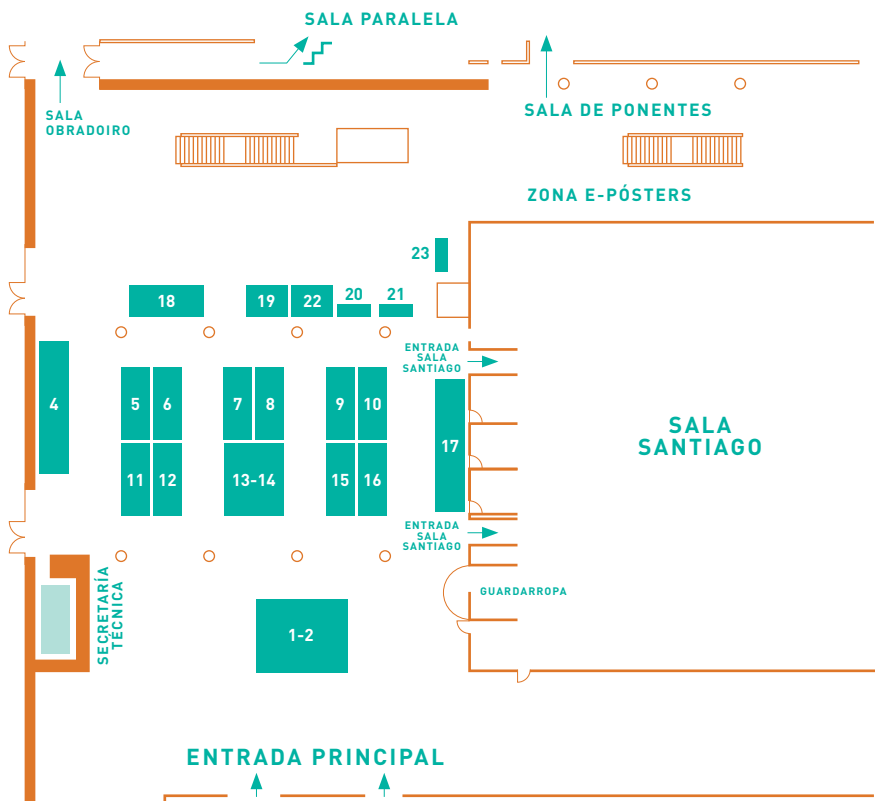 SALA PARALELA
SALA
OBRADOIRO
SALA DE PONENTES
ZONA E-PÓSTERS
23
18
19
22
20
21
ENTRADA
SALA
SANTIAGO
4
5
6
7
8
9
10
17
SALA
SANTIAGO
11
12
13-14
15
16
ENTRADA
SALA
SANTIAGO
SECRETARÍA
TÉCNICA
GUARDARROPA
1-2
ENTRADA PRINCIPAL